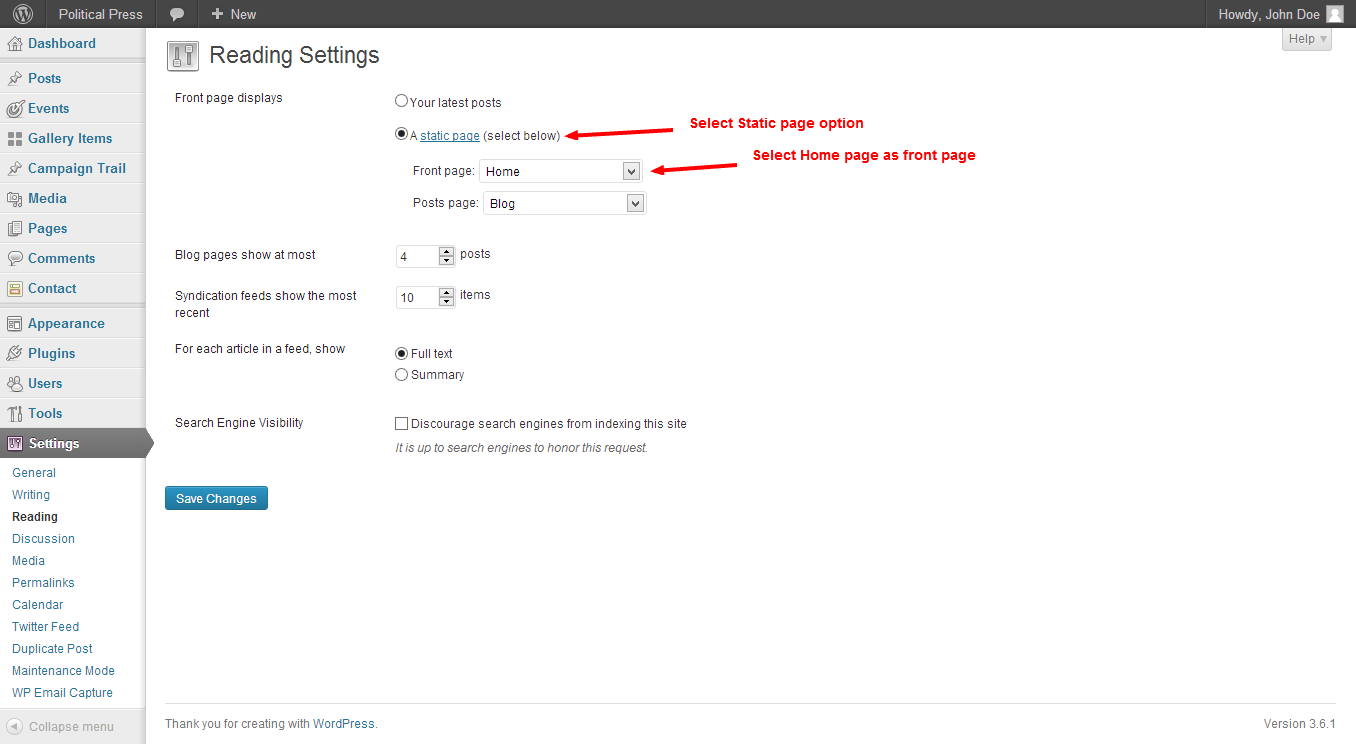 Political Press
New
Howdy, John Doe
Help
Dashboard
Posts
Events
Gallery Items
Campaign Trail
Media
Pages
Comments
Contact
Appearance
Plugins
Users
Tools
Settings
General
Writing
Reading
Discussion
Media
Permalinks
Calendar
Twitter Feed
Duplicate Post
Maintenance Mode
WP Email Capture
Collapse menu
Reading Settings
Front page displays
Your latest posts
A static page (select below)
Select Static page option
Front page: Home
Select Home page as front page
Posts page: Blog
Blog pages show at most 4 posts
Syndication feeds show the most
recent
10 items
For each article in a feed, show
Full text
Summary
Search Engine Visibility
Discourage search engines from indexing this site
It is up to search engines to honor this request.
Save Changes
Thank you for creating with WordPress.
Version 3.6.1